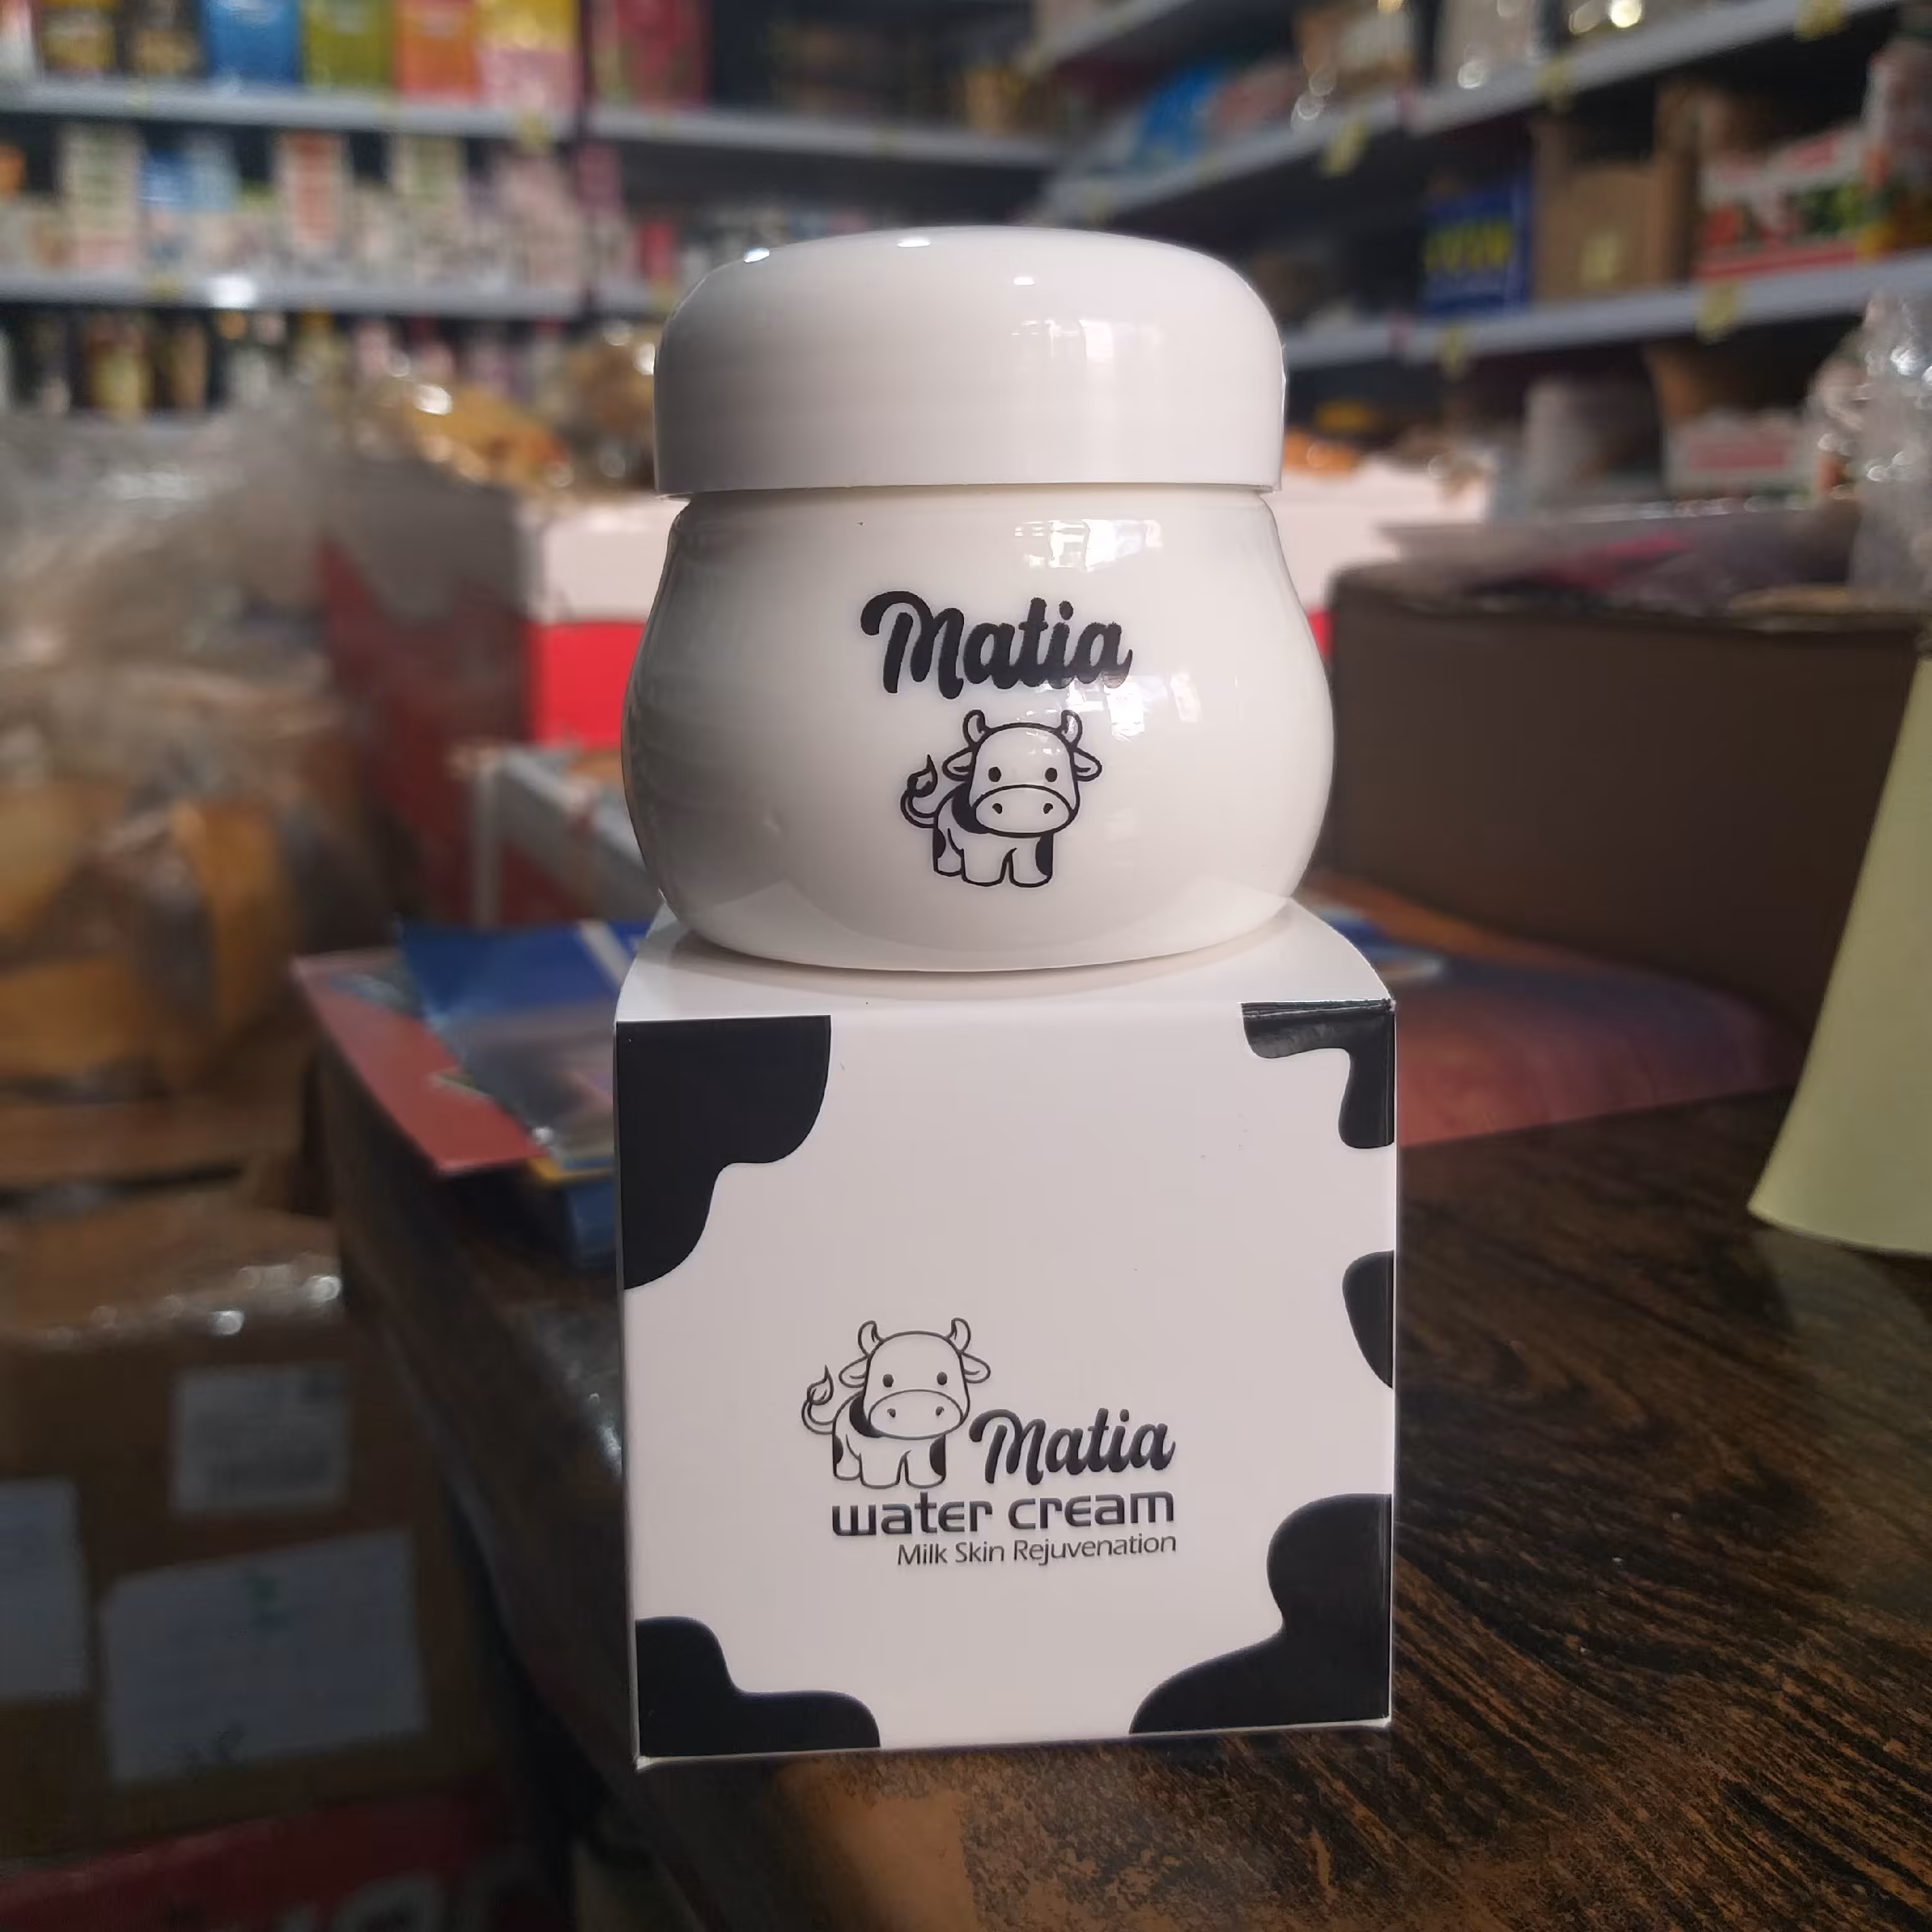 Matia
Matia
water cream
Milk Skin Rejuvenation